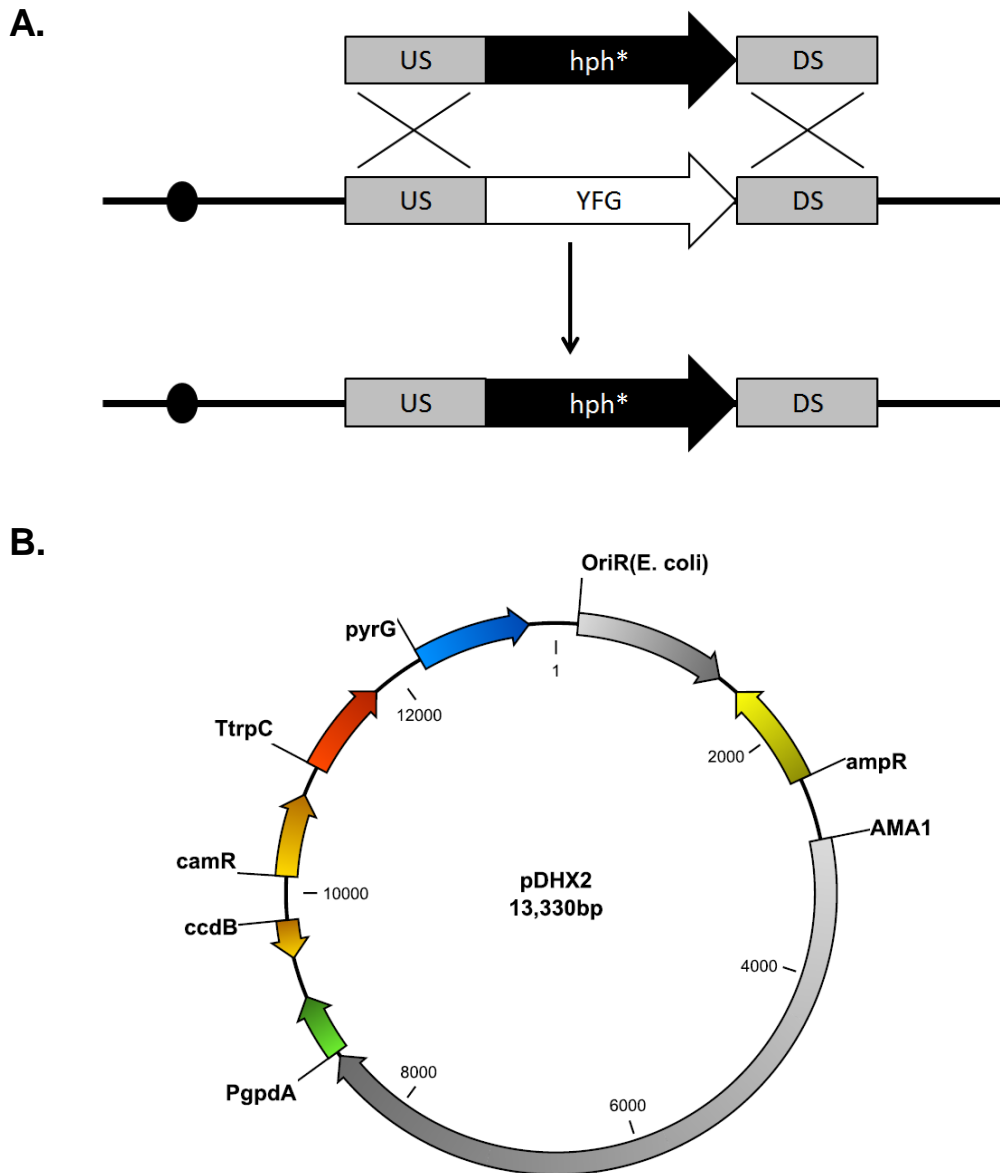 A.
US hph* DS
US YFG DS
US hph* DS
B.
OriR(E. coli)
pyrG
1
12000
TtrpC
2000
ampR
AMA1
camR
10000
pDHX2
13,330bp
ccdB
4000
PgpdA
8000
6000